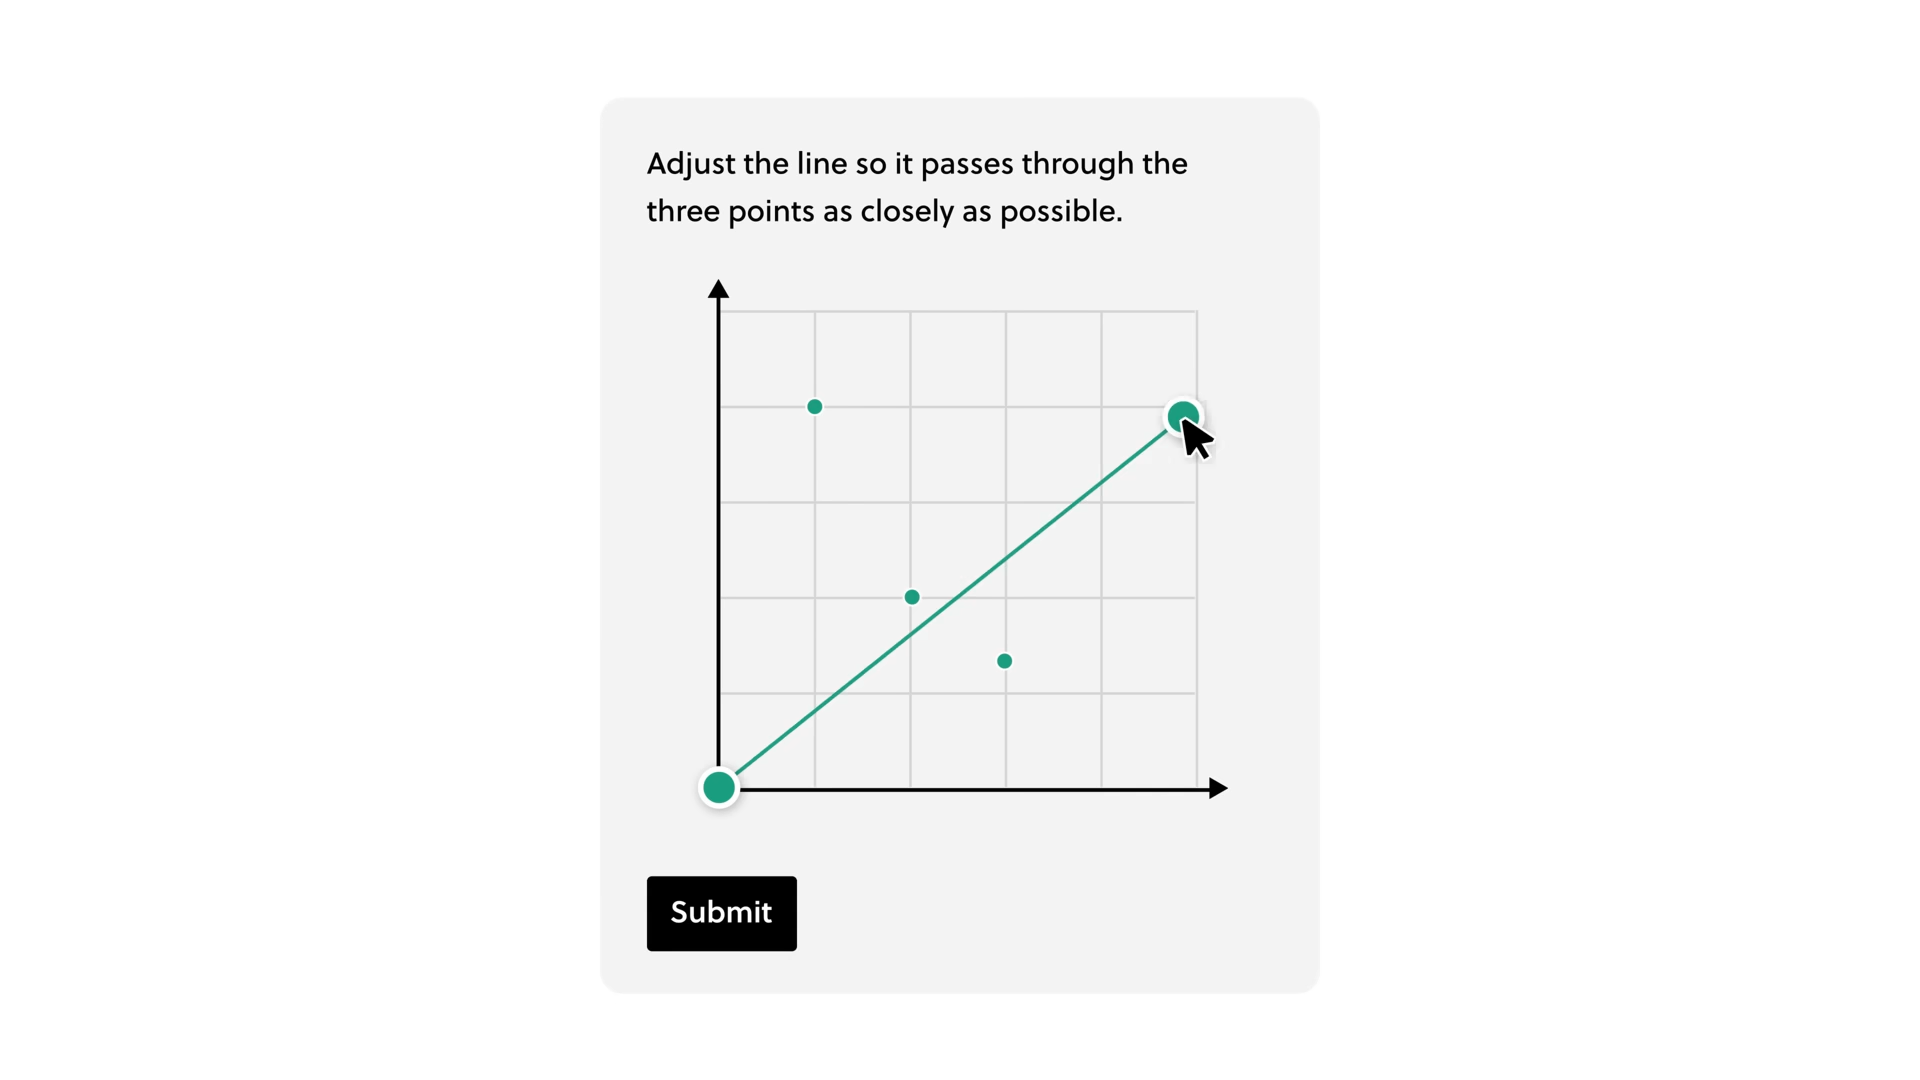 Adjust the line so it passes through the
three points as closely as possible.
Submit